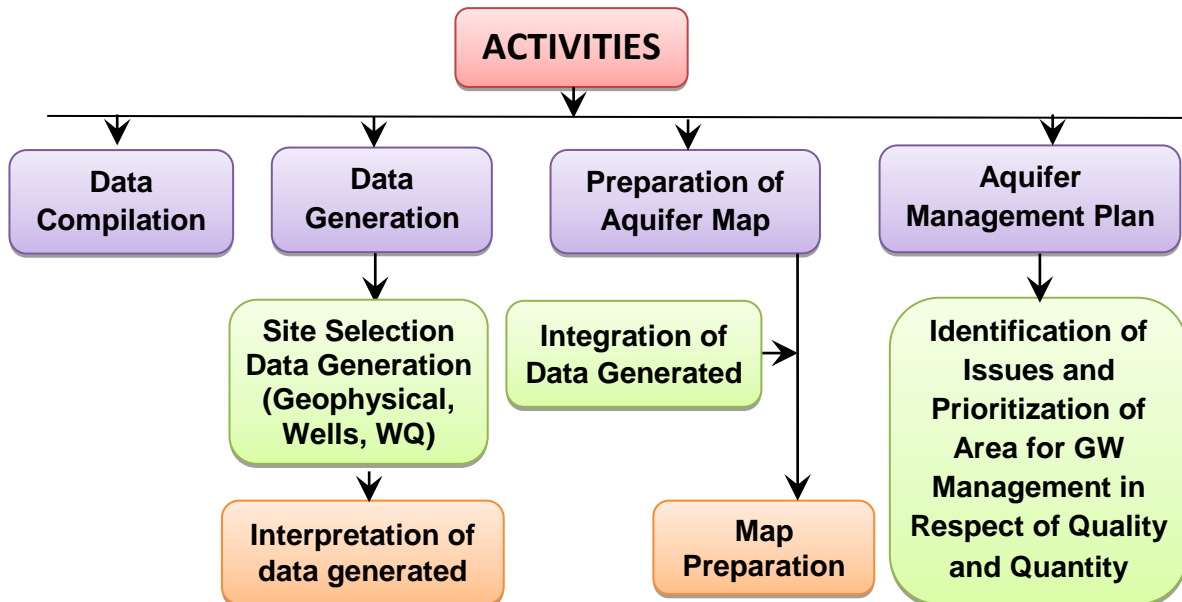 ACTIVITIES
Data
Compilation
Data
Generation
Preparation of
Aquifer Map
Aquifer
Management Plan
Site Selection
Data Generation
(Geophysical,
Wells, WQ)
Integration of
Data Generated
Identification of
Issues and
Prioritization of
Area for GW
Management in
Respect of Quality
and Quantity
Interpretation of
data generated
Map
Preparation